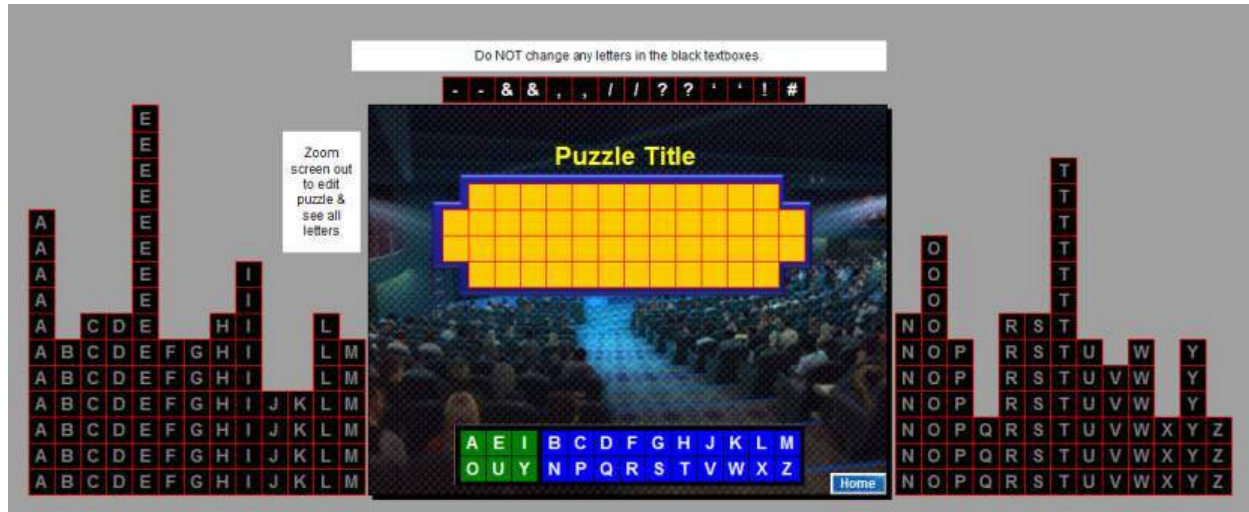 Do NOT change any letters in the black textboxes.
- - & & , , / / ? ? ‘ ‘ ! #
E
E
E
E
A E
A E
A E I
A E I
A C D E H I L
A B C D E F G H I L M
A B C D E F G H I L M
A B C D E F G H I J K L M
A B C D E F G H I J K L M
A B C D E F G H I J K L M
A B C D E F G H I J K L M
Zoom
screen out
to edit
puzzle &
see all
letters
Puzzle Title
A E I B C D F G H J K L M
O U Y N P Q R S T V W X Z
Home
T
T
T
O T
O T
O T
N O R S T
N O P R S T U W Y
N O P R S T U V W Y
N O P R S T U V W Y
N O P Q R S T U V W X Y Z
N O P Q R S T U V W X Y Z
N O P Q R S T U V W X Y Z